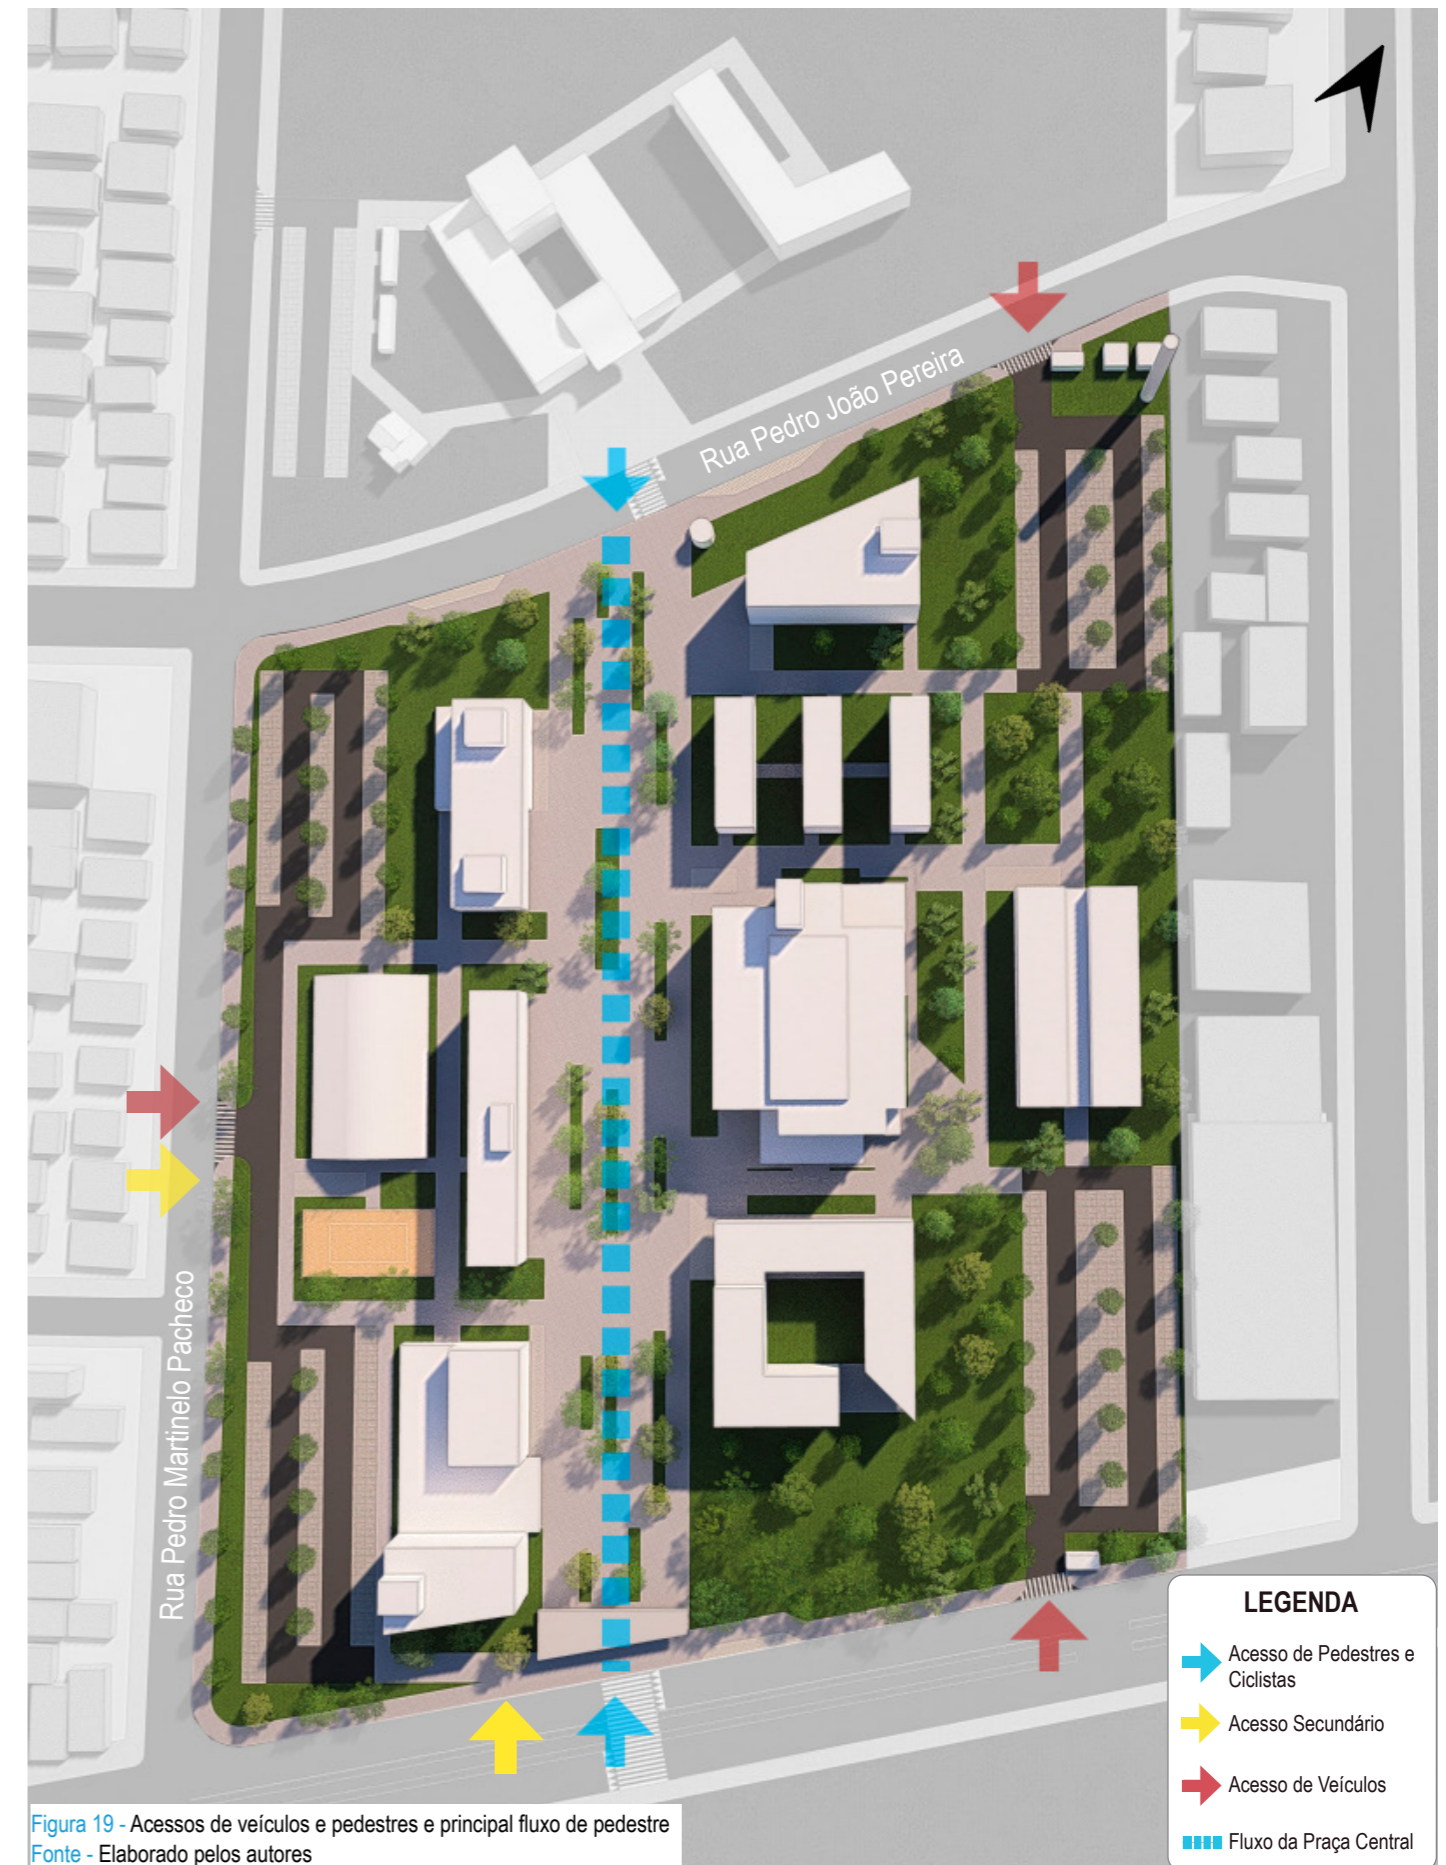 Rua Pedro João Pereira
Rua Pedro Martinelo Pacheco
LEGENDA
Acesso de Pedestres e
Ciclistas
Acesso Secundário
Acesso de Veículos
Fluxo da Praça Central
Figura 19 - Acessos de veículos e pedestres e principal fluxo de pedestre
Fonte - Elaborado pelos autores